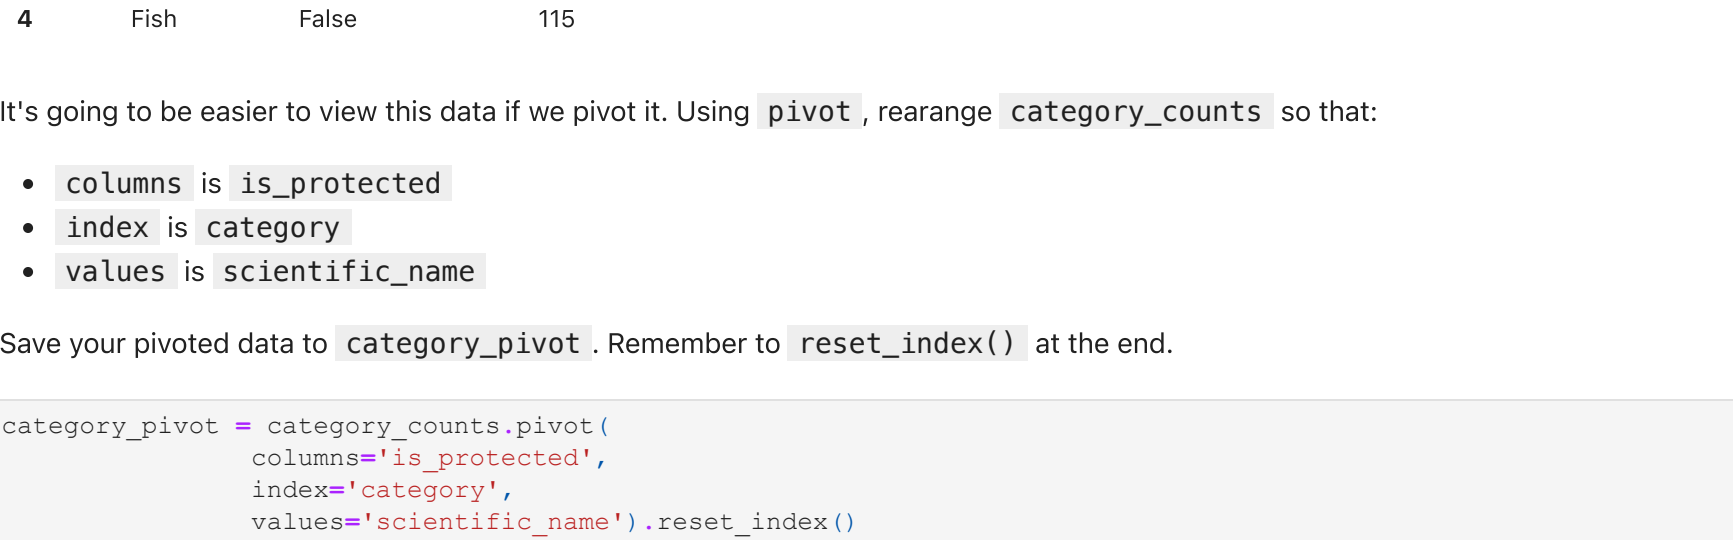 4 Fish False 115
It's going to be easier to view this data if we pivot it. Using pivot, rearange category_counts so that:
• columns is is_protected
• index is category
• values is scientific_name
Save your pivoted data to category_pivot. Remember to reset_index() at the end.
category_pivot = category_counts.pivot(
columns='is_protected',
index='category',
values='scientific_name').reset_index()